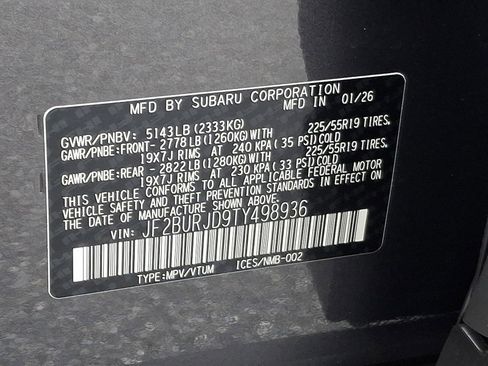 MFD BY SUBARU CORPORATION
MFD IN 01/26
GVWR/PNBV: 5143LB(2333KG)
GAWR/PNBE:FRONT- 2778LB(1260KG)WITH 225/55R19 TIRES,
19X7J RIMS AT 240 KPA( 35 PSI)COLD
GAWR/PNBE:REAR - 2822LB(1280KG)WITH 225/55R19 TIRES,
19X7J RIMS AT 230 KPA( 33 PSI)COLD
THIS VEHICLE CONFORMS TO ALL APPLICABLE FEDERAL MOTOR
VEHICLE SAFETY AND THEFT PREVENTION STANDARDS IN EFFECT ON
THE DATE OF MANUFACTURE SHOWN ABOVE.
VIN: JF2BURJD9TY498936
TYPE:MPV/VTUM ICES/NMB-002